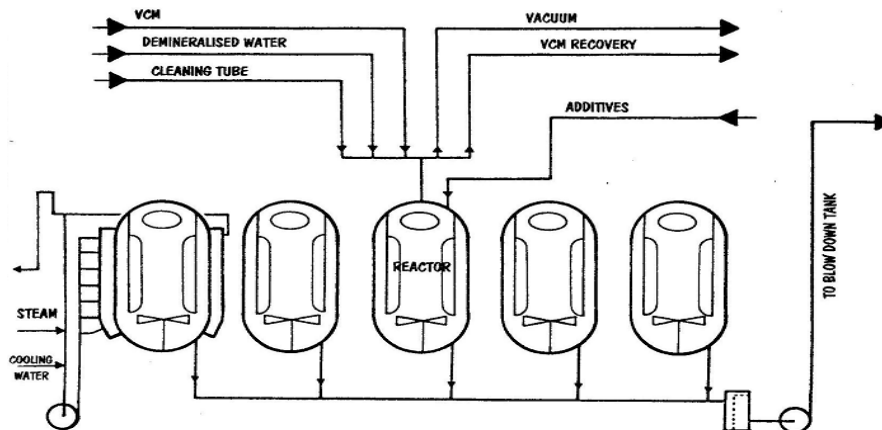 VCM
VACUUM
DEMINERALISED WATER
VCM RECOVERY
CLEANING TUBE
ADDITIVES
REACTOR
TO BLOW DOWN TANK
STEAM
COOLING
WATER